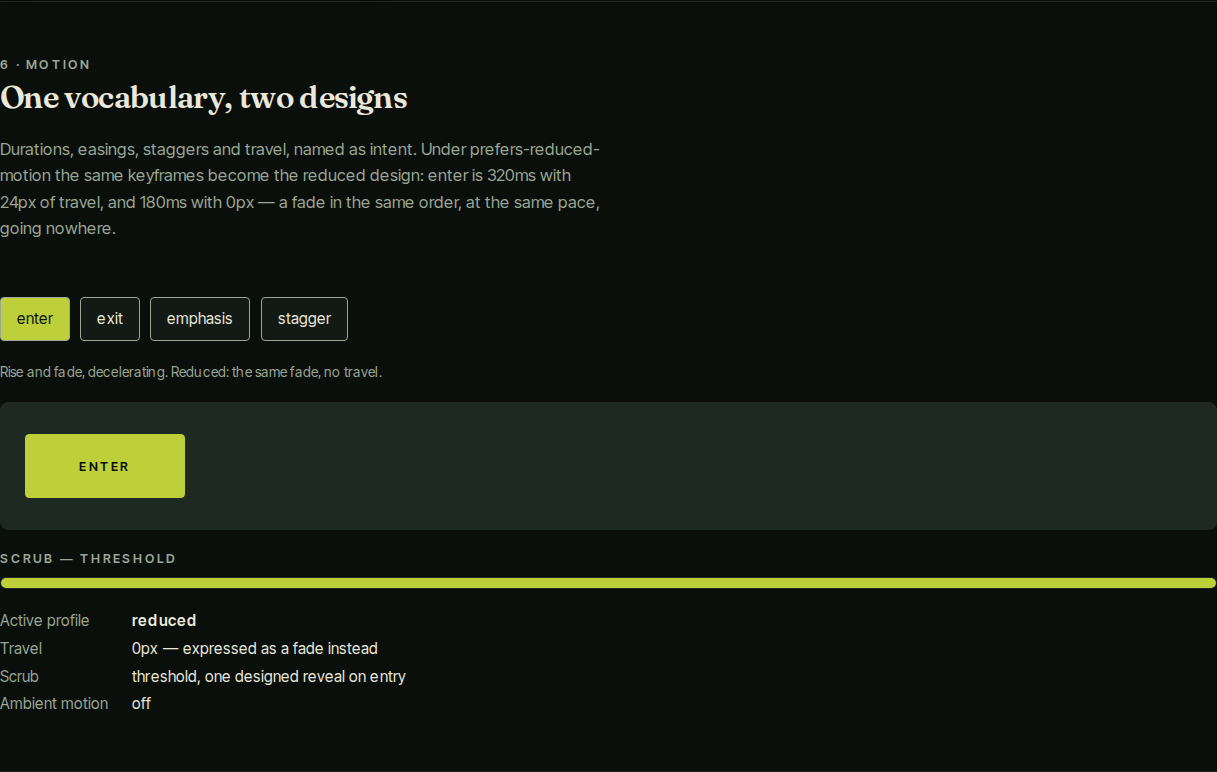 6 · MOTION
One vocabulary, two designs
Durations, easings, staggers and travel, named as intent. Under prefers-reduced-
motion the same keyframes become the reduced design: enter is 320ms with
24px of travel, and 180ms with 0px — a fade in the same order, at the same pace,
going nowhere.
enter exit emphasis stagger
Rise and fade, decelerating. Reduced: the same fade, no travel.
ENTER
SCRUB — THRESHOLD
Active profile reduced
Travel 0px — expressed as a fade instead
Scrub threshold, one designed reveal on entry
Ambient motion off